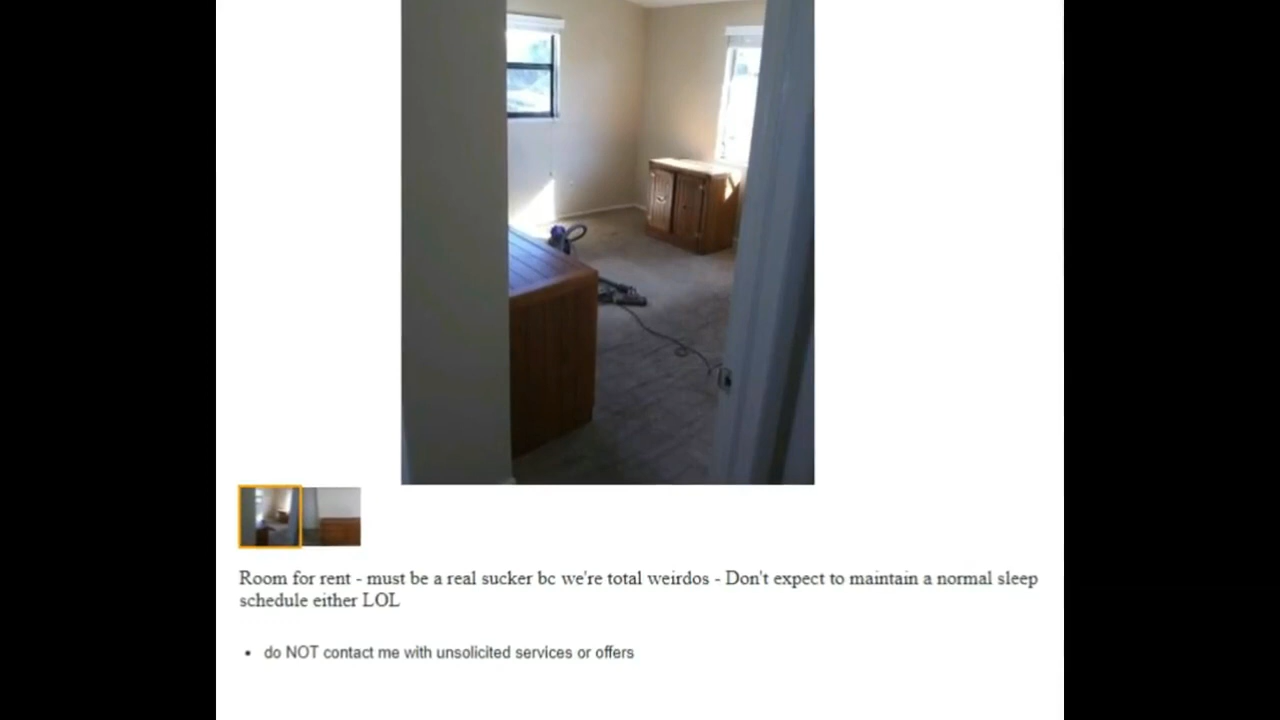 Room for rent - must be a real sucker bc we're total weirdos - Don't expect to maintain a normal sleep
schedule either LOL
• do NOT contact me with unsolicited services or offers